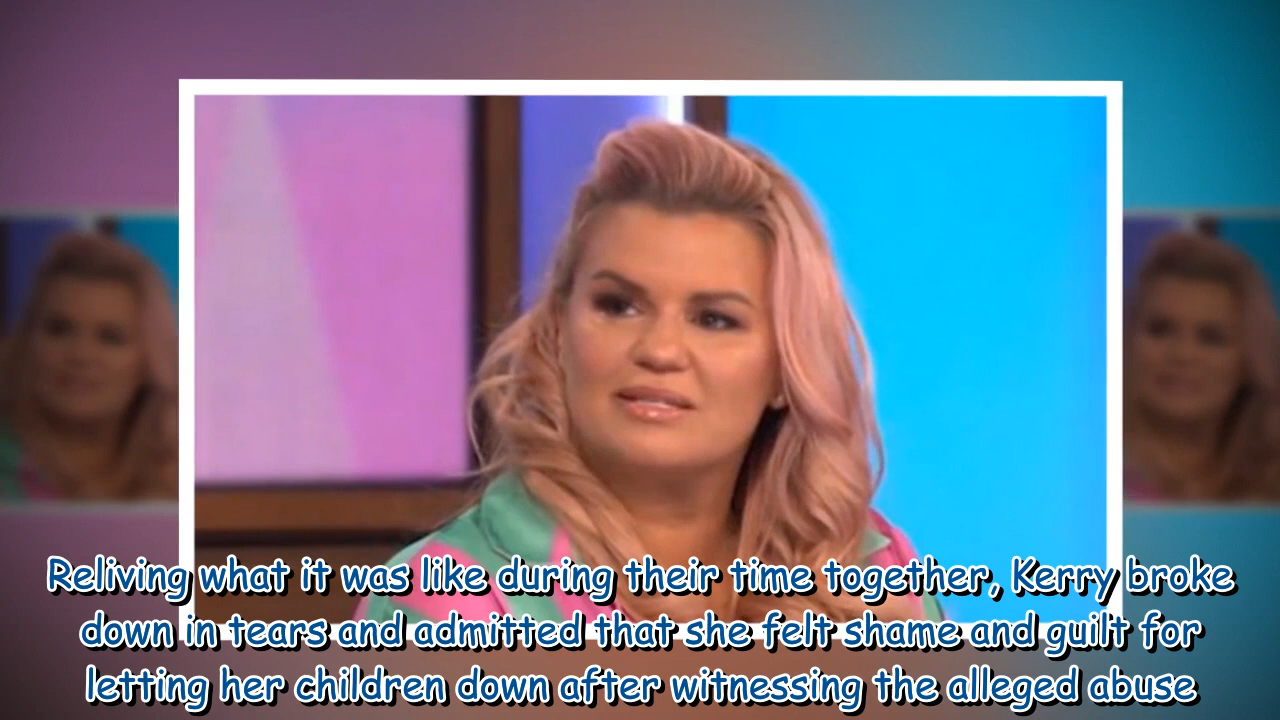 Reliving what it was like during their time together, Kerry broke
down in tears and admitted that she felt shame and guilt for
letting her children down after witnessing the alleged abuse